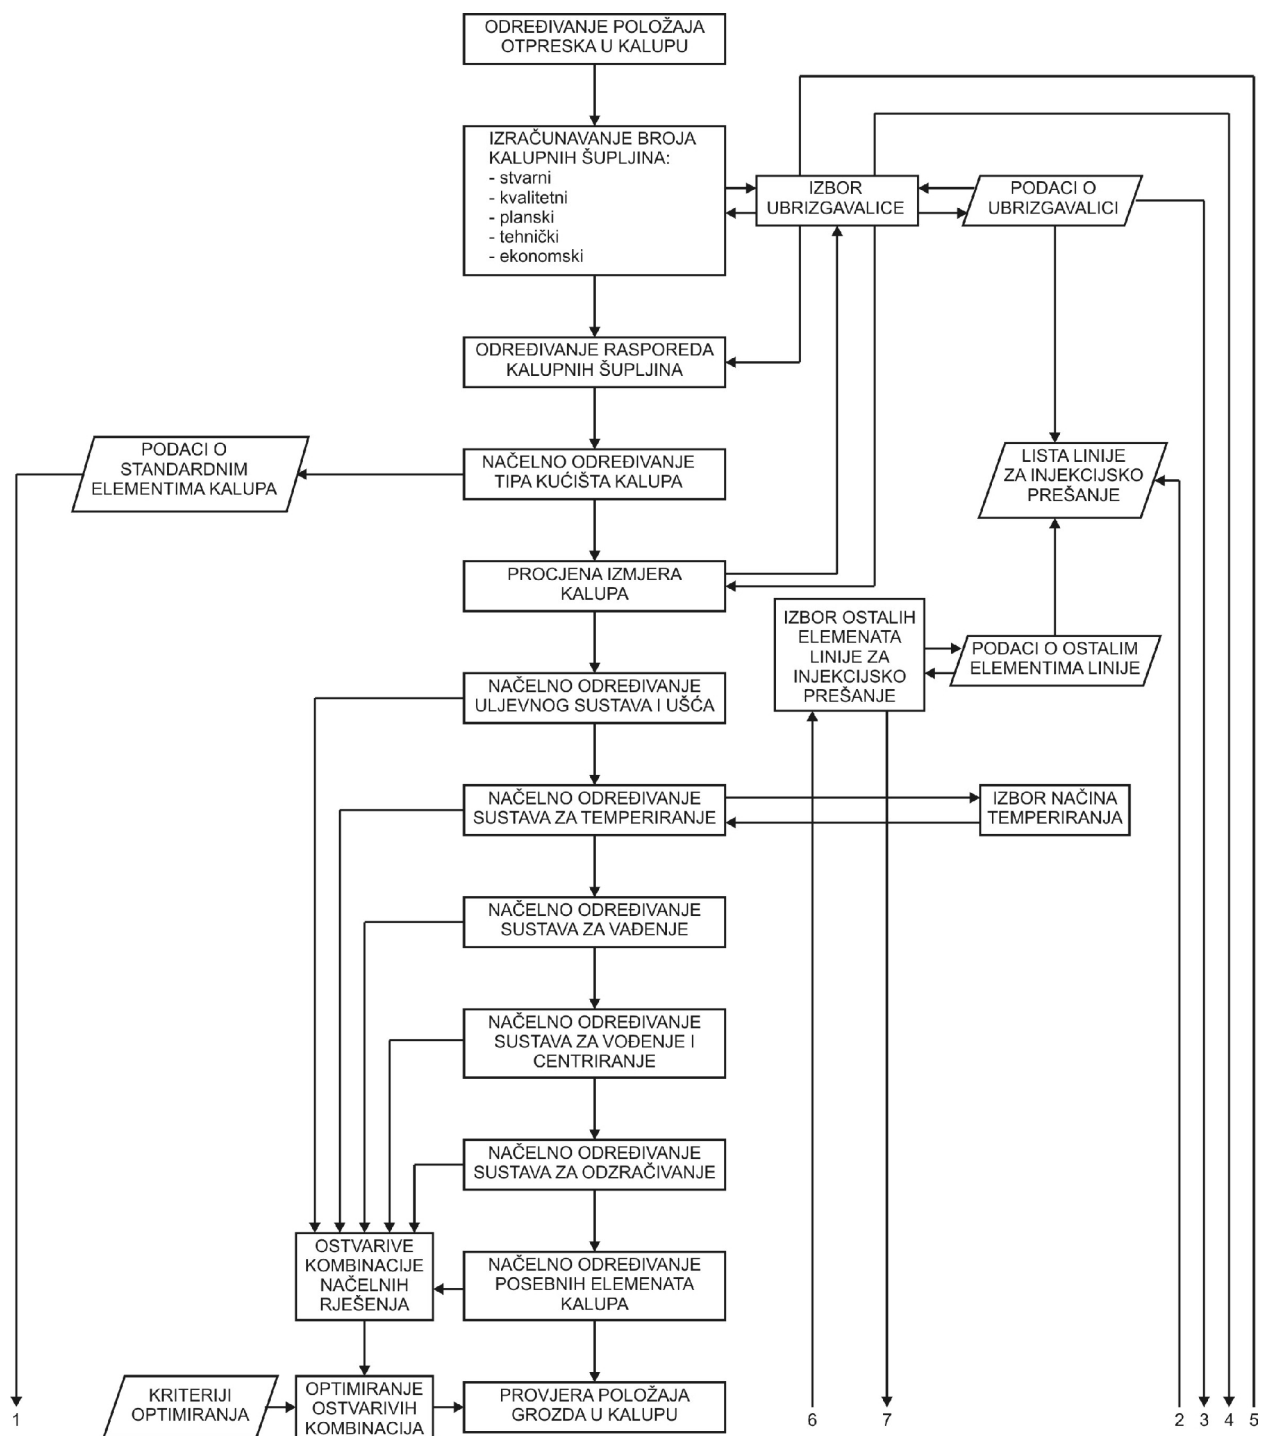 ODREĐIVANJE POLOŽAJA
OTPRESKA U KALUPU
IZRAČUNAVANJE BROJA
KALUPNIH ŠUPLJINA:
- stvarni
- kvalitetni
- planski
- tehnički
- ekonomski
IZBOR
UBRIZGAVALICE
PODACI O
UBRIZGAVALICI
ODREĐIVANJE RASPOREDA
KALUPNIH ŠUPLJINA
PODACI O
STANDARDNIM
ELEMENTIMA KALUPA
NAČELNO ODREĐIVANJE
TIPA KUĆIŠTA KALUPA
LISTA LINIJE
ZA INJEKCIJSKO
PREŠANJE
PROCJENA IZMJERA
KALUPA
IZBOR OSTALIH
ELEMENATA
LINIJE ZA
INJEKCIJSKO
PREŠANJE
PODACI O OSTALIM
ELEMENTIMA LINIJE
NAČELNO ODREĐIVANJE
ULJEVNOG SUSTAVA I UŠĆA
NAČELNO ODREĐIVANJE
SUSTAVA ZA TEMPERIRANJE
IZBOR NAČINA
TEMPERIRANJA
NAČELNO ODREĐIVANJE
SUSTAVA ZA VAĐENJE
NAČELNO ODREĐIVANJE
SUSTAVA ZA VOĐENJE I
CENTRIRANJE
NAČELNO ODREĐIVANJE
SUSTAVA ZA ODZRAČIVANJE
OSTVARIVE
KOMBINACIJE
NAČELNIH
RJEŠENJA
NAČELNO ODREĐIVANJE
POSEBNIH ELEMENATA
KALUPA
KRITERIJI
OPTIMIRANJA
OPTIMIRANJE
OSTVARIVIH
KOMBINACIJA
PROVJERA POLOŽAJA
GROZDA U KALUPU
1 6 7 2 3 4 5